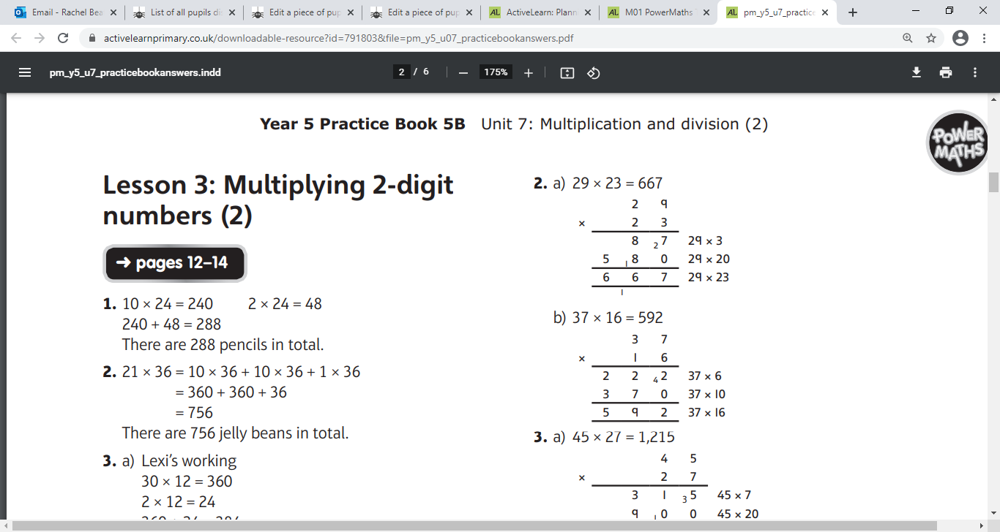 Email - Rachel Bea
List of all pupils di
Edit a piece of pup
Edit a piece of pup
ActiveLearn: Plann
M01 PowerMaths
pm_y5_u7_practice
activelearnprimary.co.uk/downloadable-resource?id=791803&file=pm_y5_u07_practicebookanswers.pdf
pm_y5_u7_practicebookanswers.indd
2 / 6
175%
Year 5 Practice Book 5B Unit 7: Multiplication and division (2)
POWER
MATHS
Lesson 3: Multiplying 2-digit
numbers (2)
→ pages 12–14
1. 10 × 24 = 240 2 × 24 = 48
240 + 48 = 288
There are 288 pencils in total.
2. 21 × 36 = 10 × 36 + 10 × 36 + 1 × 36
= 360 + 360 + 36
= 756
There are 756 jelly beans in total.
3. a) Lexi's working
30 × 12 = 360
2 × 12 = 24
2. a) 29 × 23 = 667
2 9
× 2 3
8 2 7 29 × 3
5 1 8 0 29 × 20
6 6 7 29 × 23
1
b) 37 × 16 = 592
3 7
× 1 6
2 2 4 2 37 × 6
3 7 0 37 × 10
5 9 2 37 × 16
3. a) 45 × 27 = 1,215
4 5
× 2 7
3 1 3 5 45 × 7
9 1 0 0 45 × 20